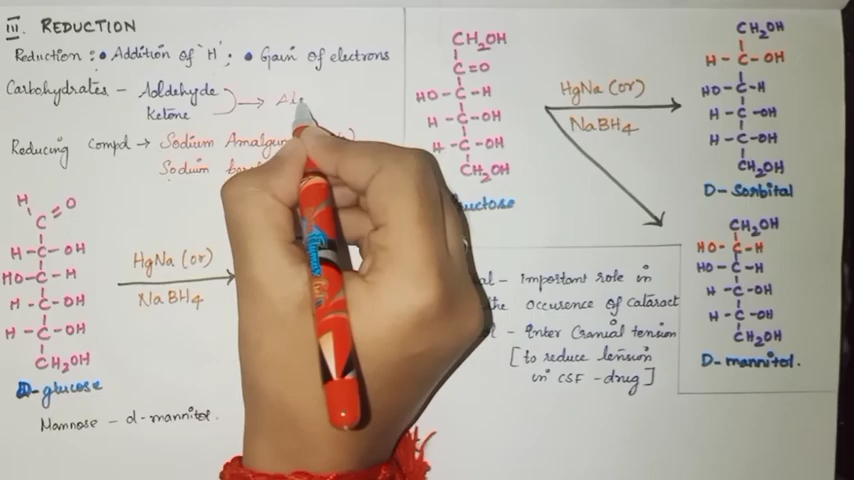 III. REDUCTION
Reduction : • Addition of 'H' ; • Gain of electrons
Carbohydrates - Aoldehyde
ketone
Reducing compd → Sodium Amalgum
Sodium
H
O
C
H-C-OH
HO-C-H
H-C-OH
H-C-OH
CH2OH
D-glucose
HgNa (or)
NaBH4
Mannose - d-mannitol.
CH2OH
C=O
HO-C-H
H-C-OH
H-C-OH
CH2OH
HgNa (or)
NaBH4
CH2OH
H-C-OH
HO-C-H
H-C-OH
H-C-OH
CH2OH
D-Sorbital
CH2OH
HO-C-H
HO-C-H
H-C-OH
H-C-OH
CH2OH
D-mannitol.
- important role in
the occurence of cataract
- Inter Cranial tension
[to reduce tension
in CSF - drug]